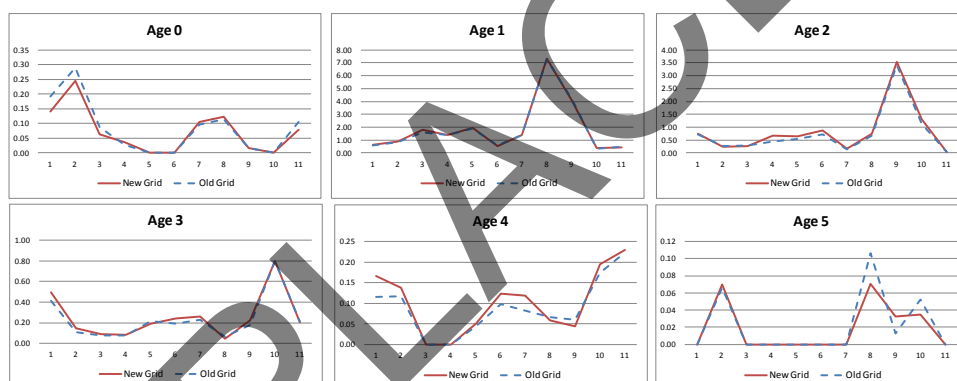 Age 0
0.35
0.30
0.25
0.20
0.15
0.10
0.05
0.00
1 2 3 4 5 6 7 8 9 10 11
New Grid Old Grid
Age 1
8.00
7.00
6.00
5.00
4.00
3.00
2.00
1.00
0.00
1 2 3 4 5 6 7 8 9 10 11
New Grid Old Grid
Age 2
4.00
3.50
3.00
2.50
2.00
1.50
1.00
0.50
0.00
1 2 3 4 5 6 7 8 9 10 11
New Grid Old Grid
Age 3
1.00
0.80
0.60
0.40
0.20
0.00
1 2 3 4 5 6 7 8 9 10 11
New Grid Old Grid
Age 4
0.25
0.20
0.15
0.10
0.05
0.00
1 2 3 4 5 6 7 8 9 10 11
New Grid Old Grid
Age 5
0.12
0.10
0.08
0.06
0.04
0.02
0.00
1 2 3 4 5 6 7 8 9 10 11
New Grid Old Grid